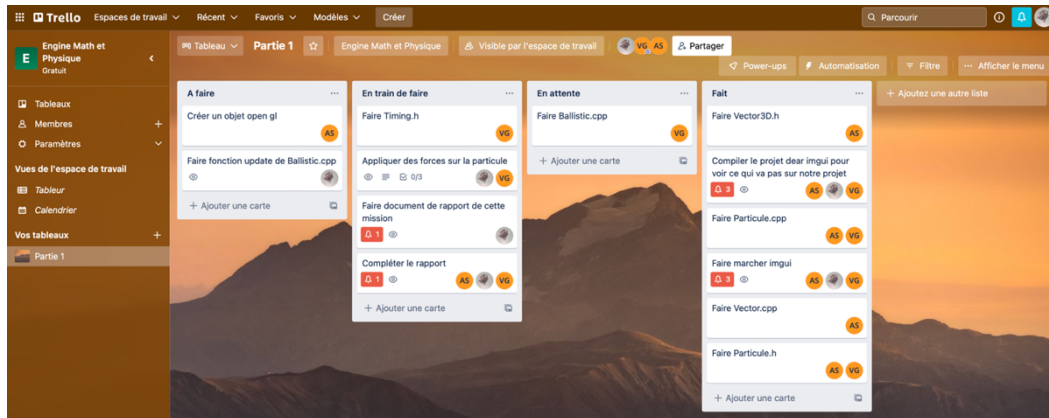 Trello Espaces de travail Récent Favoris Modèles Créer Parcourir
E Engine Math et Physique
Gratuit
Tableaux
Membres
Paramètres
Vues de l'espace de travail
Tableur
Calendrier
Vos tableaux
Partie 1
Tableau Partie 1 Engine Math et Physique Visible par l'espace de travail VG AS Partager
Power-ups Automatisation Filtre Afficher le menu
A faire
Créer un objet open gl
AS
Faire fonction update de Ballistic.cpp
+ Ajouter une carte
En train de faire
Faire Timing.h
VG
Appliquer des forces sur la particule
0/3 VG
Faire document de rapport de cette
mission
1
Compléter le rapport
1 AS VG
+ Ajouter une carte
En attente
Faire Ballistic.cpp
VG
+ Ajouter une carte
Fait
Faire Vector3D.h
AS
Compiler le projet dear imgui pour
voir ce qui va pas sur notre projet
3 AS VG
Faire Particule.cpp
AS VG
Faire marcher imgui
3 AS VG
Faire Vector.cpp
AS
Faire Particule.h
AS VG
+ Ajouter une carte
+ Ajoutez une autre liste